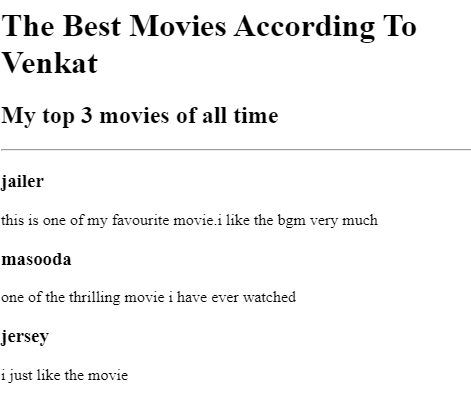 The Best Movies According To
Venkat
My top 3 movies of all time
jailer
this is one of my favourite movie.i like the bgm very much
masooda
one of the thrilling movie i have ever watched
jersey
i just like the movie